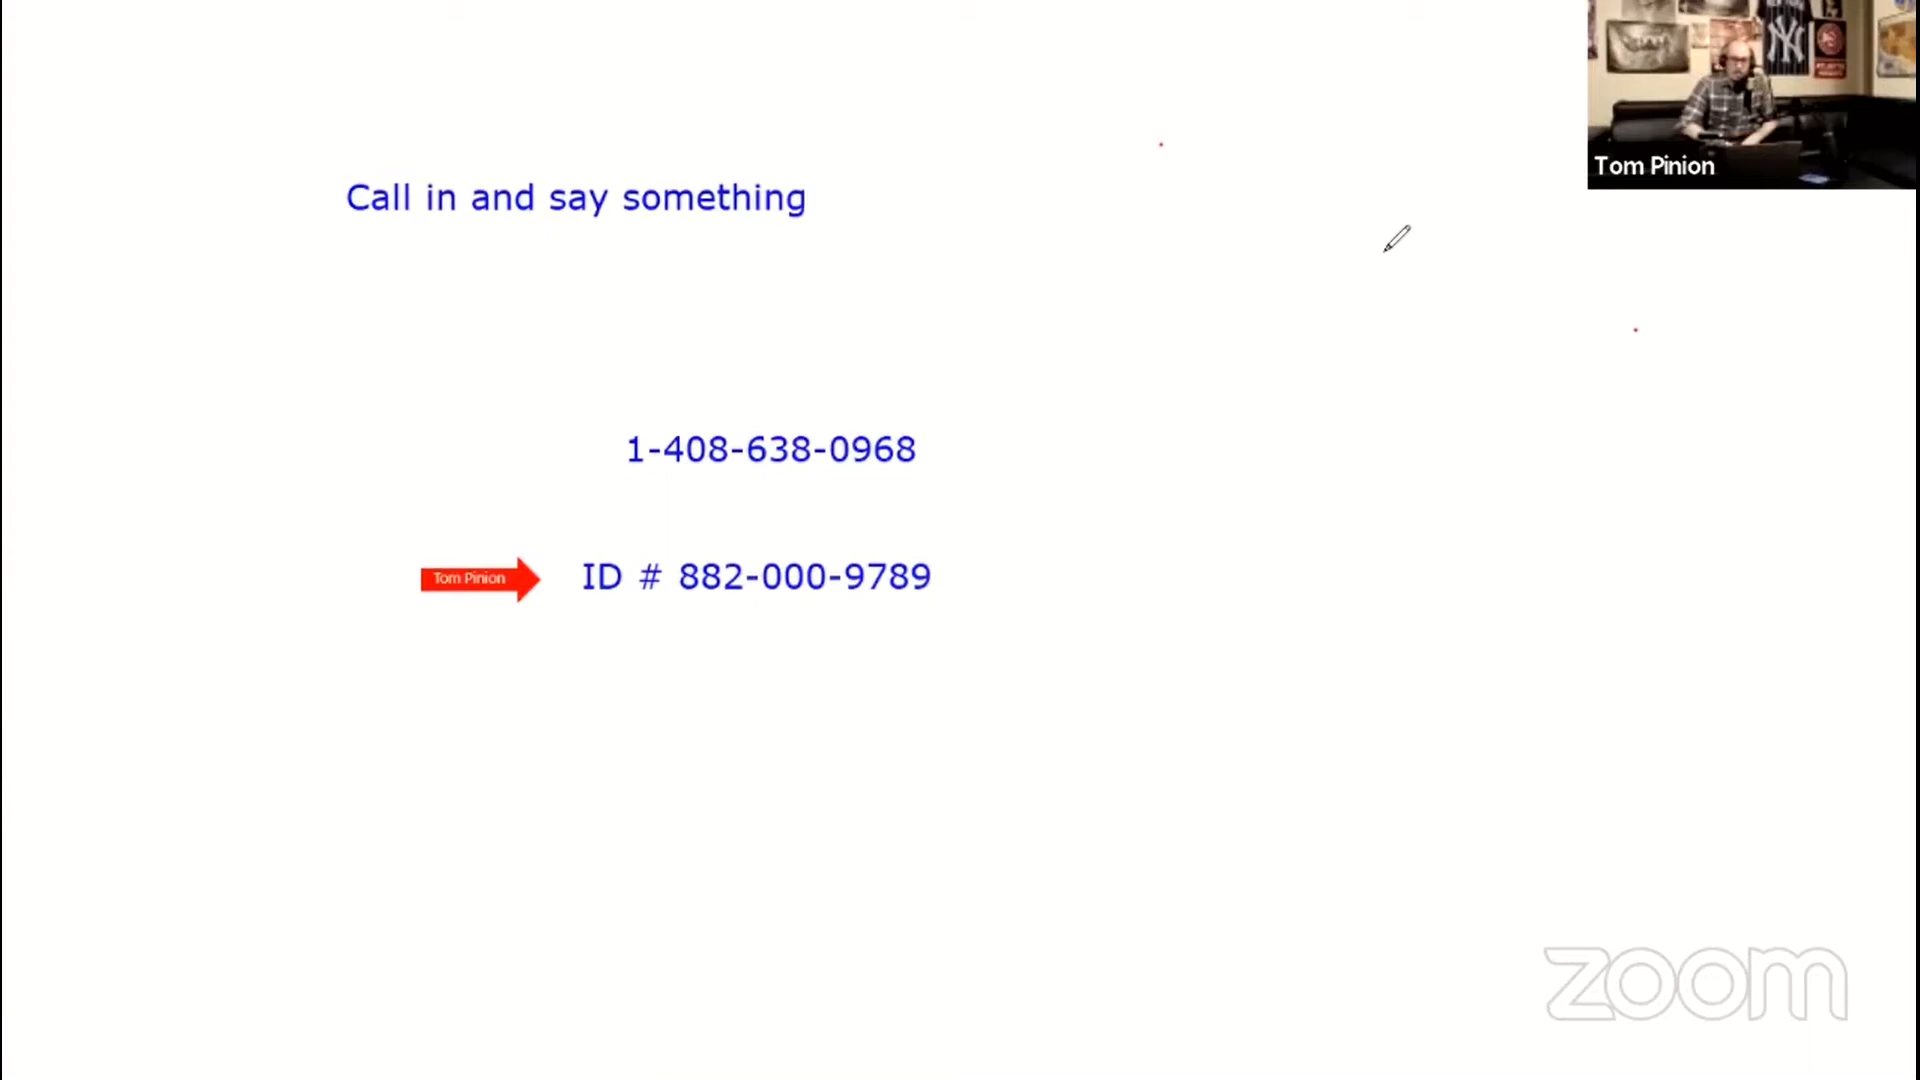 Call in and say something
Tom Pinion
1-408-638-0968
Tom Pinion
ID # 882-000-9789
zoom